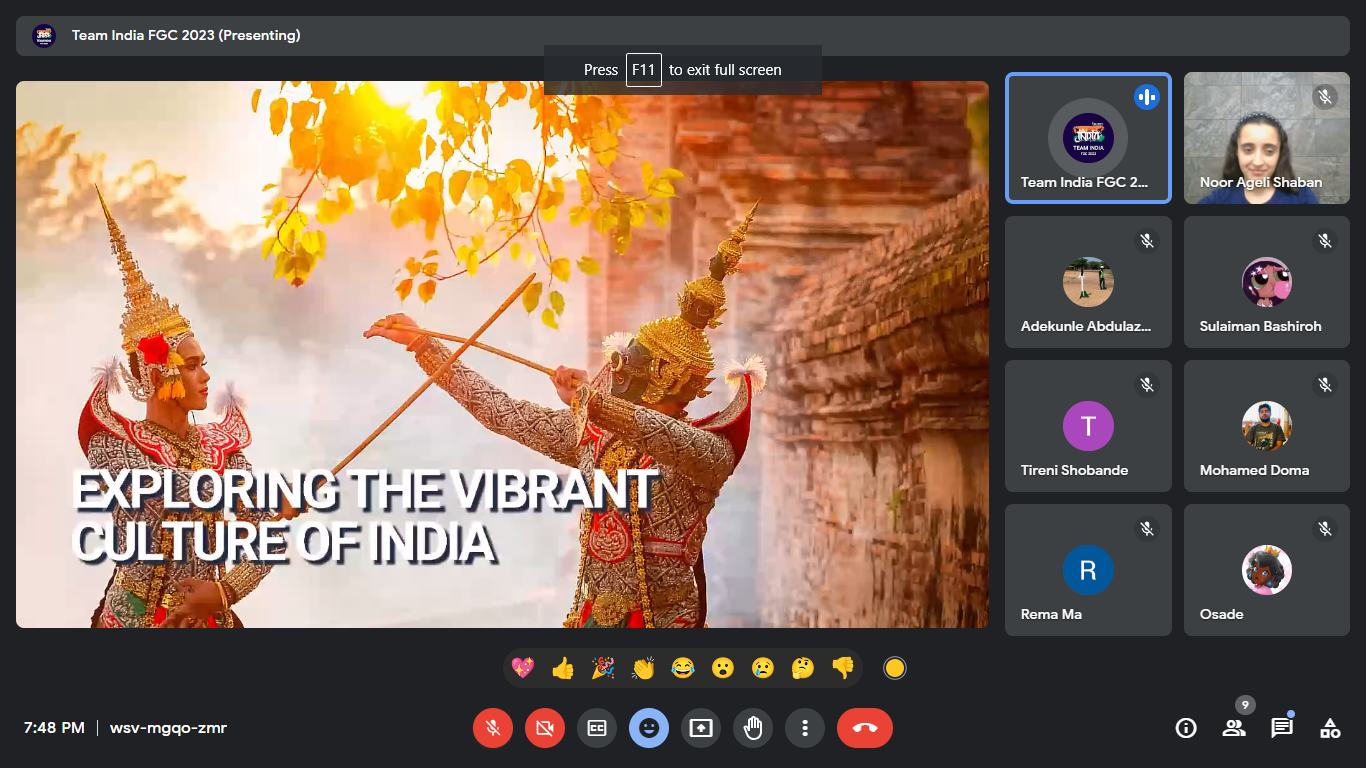 Team India FGC 2023 (Presenting)
Press F11 to exit full screen
EXPLORING THE VIBRANT
CULTURE OF INDIA
TEAM INDIA
FGC 2023
Team India FGC 2...
Noor Ageli Shaban
Adekunle Abdulaz...
Sulaiman Bashiroh
T
Tireni Shobande
Mohamed Doma
R
Rema Ma
Osade
7:48 PM | wsv-mgqo-zmr
CC
9